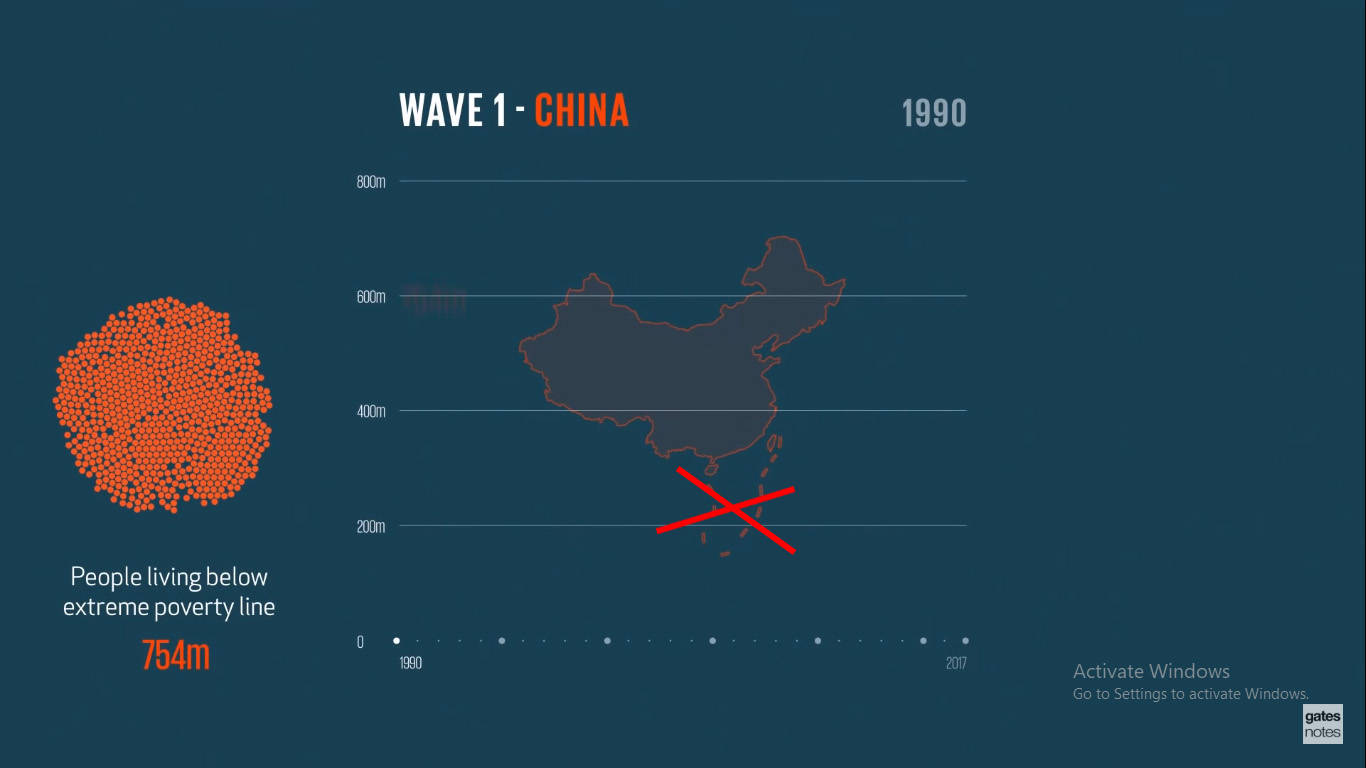 WAVE 1 - CHINA
1990
800m
600m
400m
200m
0
1990
2017
People living below
extreme poverty line
754m
Activate Windows
Go to Settings to activate Windows.
gates
notes